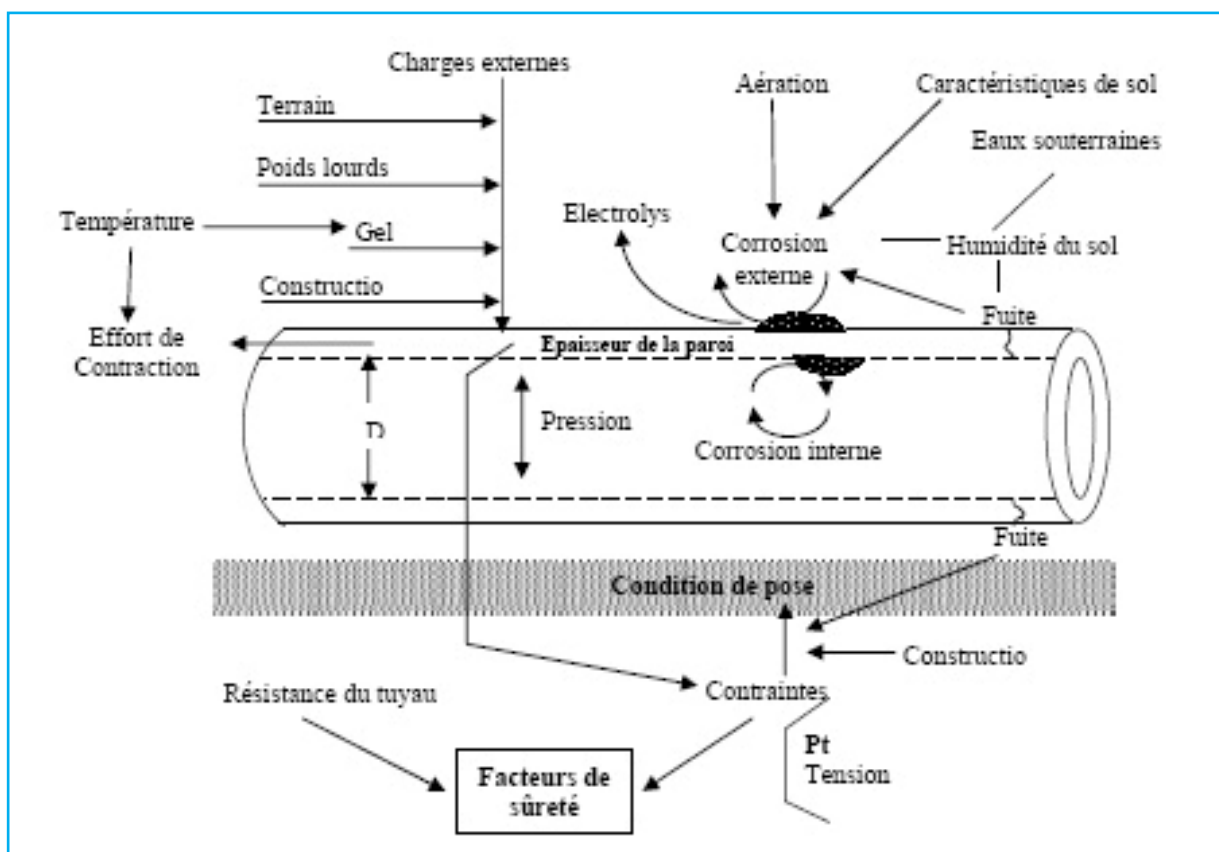 Charges externes
Aération
Caractéristiques de sol
Terrain
Eaux souterraines
Poids lourds
Température
Gel
Electrolys
Corrosion
externe
Humidité du sol
Constructio
Fuite
Effort de
Contraction
Epaisseur de la paroi
D
Pression
Corrosion interne
Fuite
Condition de pose
Constructio
Résistance du tuyau
Contraintes
Pt
Tension
Facteurs de
sûreté